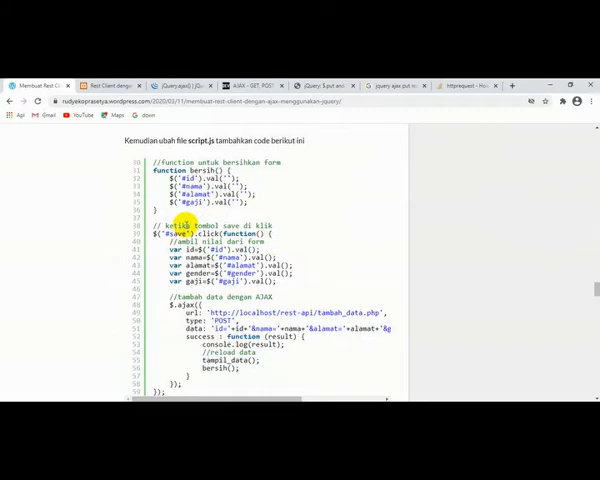 Membuat Rest Cli
Rest Client deng
jQuery.ajax() | jQue
AJAX – GET, POST
jQuery: $.put an
jquery ajax put m
httprequest - How
rudyekoprasetya.wordpress.com/2020/03/11/membuat-rest-client-dengan-ajax-menggunakan-jquery/
Api
Gmail
YouTube
Maps
down
Kemudian ubah file script.js tambahkan code berikut ini
30 //function untuk bersihkan form
31 function bersih() {
32 $('#id').val('');
33 $('#nama').val('');
34 $('#alamat').val('');
35 $('#gaji').val('');
36 }
37
38 // ketika tombol save di klik
39 $('#save').click(function() {
40 //ambil nilai dari form
41 var id=$('#id').val();
42 var nama=$('#nama').val();
43 var alamat=$('#alamat').val();
44 var gender=$('#gender').val();
45 var gaji=$('#gaji').val();
46
47 //tambah data dengan AJAX
48 $.ajax({
49 url: 'http://localhost/rest-api/tambah_data.php',
50 type: 'POST',
51 data: 'id='+id+'&nama='+nama+'&alamat='+alamat+'&g
52 success : function (result) {
53 console.log(result);
54 //reload data
55 tampil_data();
56 bersih();
57 }
58 });
59 });